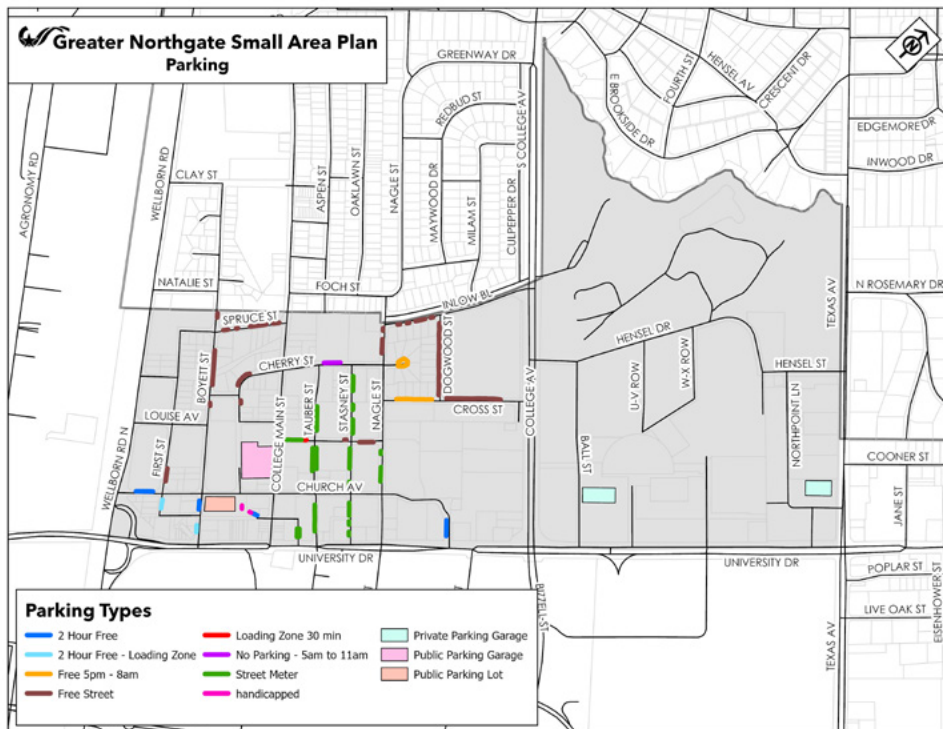 Greater Northgate Small Area Plan
Parking
N
GREENWAY DR
REDBUD ST
S COLLEGE AV
E BROOKSIDE DR
FOURTH ST
HENSEL AV
CRESCENT DR
EDGEMORE DR
INWOOD DR
AGRONOMY RD
WELLBORN RD
CLAY ST
ASPEN ST
OAKLAWN ST
NAGLE ST
MAYWOOD DR
MILAM ST
CULPEPPER DR
NATALIE ST
FOCH ST
INLOW BL
TEXAS AV
N ROSEMARY DR
SPRUCE ST
BOYETT ST
CHERRY ST
DOGWOOD ST
HENSEL DR
U-V ROW
W-X ROW
HENSEL ST
NORTHPOINT LN
LOUISE AV
COLLEGE MAIN ST
TAUBER ST
STASNEY ST
NAGLE ST
CROSS ST
COLLEGE AV
WELLBORN RD N
FIRST ST
CHURCH AV
BALL ST
COONER ST
JANE ST
UNIVERSITY DR
UNIVERSITY DR
BIZZELL ST
POPLAR ST
LIVE OAK ST
EISENHOWER ST
TEXAS AV
Parking Types
2 Hour Free
2 Hour Free - Loading Zone
Free 5pm - 8am
Free Street
Loading Zone 30 min
No Parking - 5am to 11am
Street Meter
handicapped
Private Parking Garage
Public Parking Garage
Public Parking Lot